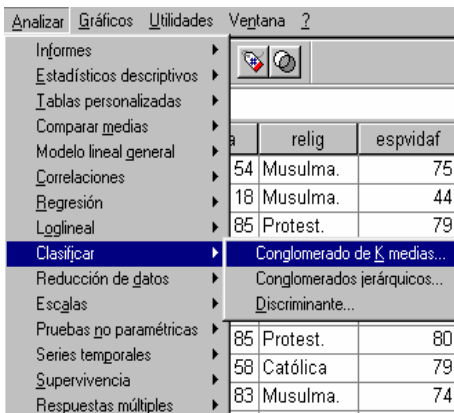 Analizar Gráficos Utilidades Ventana ?
Informes
Estadísticos descriptivos
Tablas personalizadas
Comparar medias
a relig espvidaf
Modelo lineal general
54 Musulma. 75
Correlaciones
18 Musulma. 44
Regresión
85 Protest. 79
Loglineal
Clasificar Conglomerado de K medias...
Reducción de datos Conglomerados jerárquicos...
Escalas Discriminante...
Pruebas no paramétricas
85 Protest. 80
Series temporales
58 Católica 79
Supervivencia
83 Musulma. 74
Respuestas múltiples